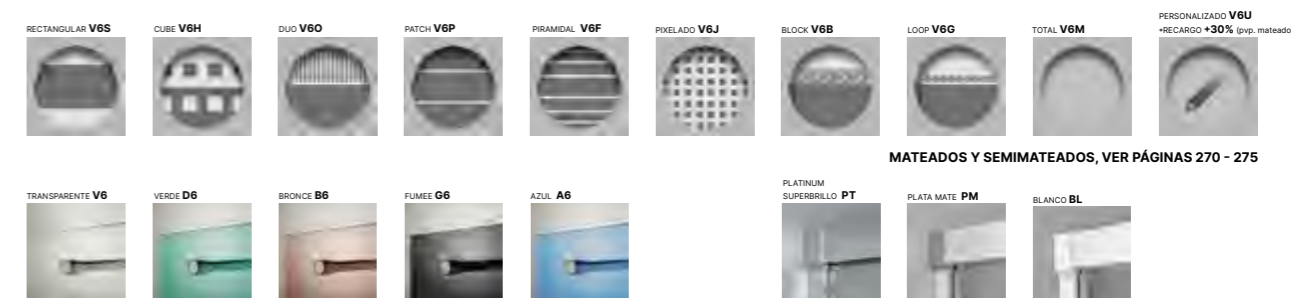 RECTANGULAR V6S
CUBE V6H
DUO V6O
PATCH V6P
PIRAMIDAL V6F
PIXELADO V6J
BLOCK V6B
LOOP V6G
TOTAL V6M
PERSONALIZADO V6U
*RECARGO +30% (pvp. mateado
MATEADOS Y SEMIMATEADOS, VER PÁGINAS 270 - 275
TRANSPARENTE V6
VERDE D6
BRONCE B6
FUMEE G6
AZUL A6
PLATINUM
SUPERBRILLO PT
PLATA MATE PM
BLANCO BL